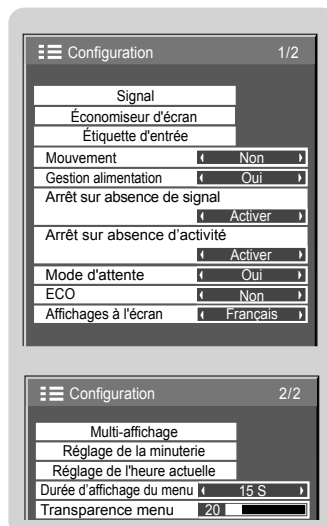 Configuration 1/2
Signal
Économiseur d'écran
Étiquette d'entrée
Mouvement Non
Gestion alimentation Oui
Arrêt sur absence de signal
Activer
Arrêt sur absence d’activité
Activer
Mode d'attente Oui
ECO Non
Affichages à l'écran Français
Configuration 2/2
Multi-affichage
Réglage de la minuterie
Réglage de l'heure actuelle
Durée d’affichage du menu 15 S
Transparence menu 20